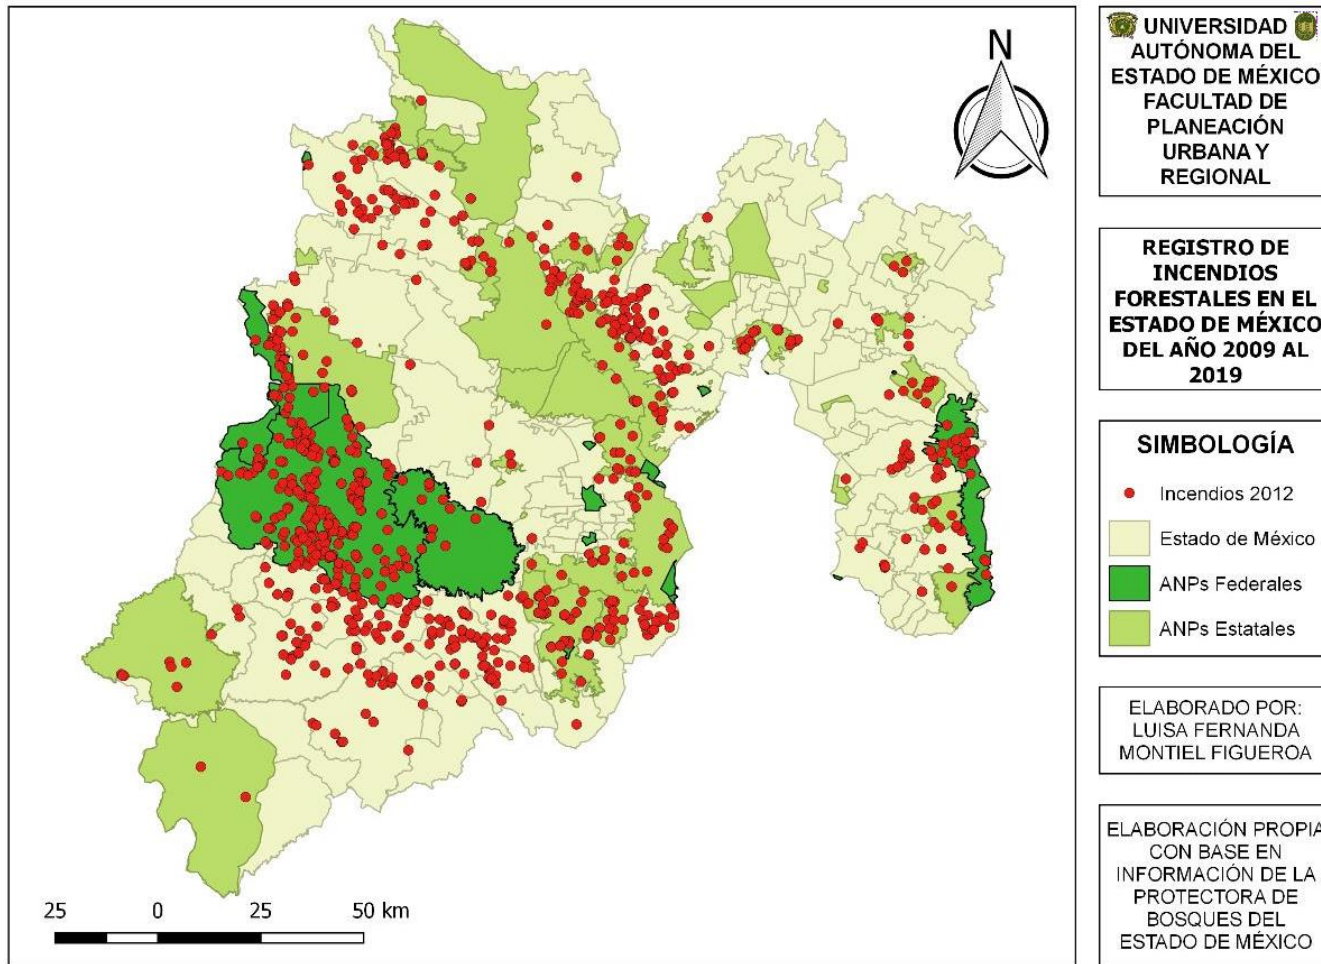 N
25 0 25 50 km
UNIVERSIDAD
AUTÓNOMA DEL
ESTADO DE MÉXICO
FACULTAD DE
PLANEACIÓN
URBANA Y
REGIONAL
REGISTRO DE
INCENDIOS
FORESTALES EN EL
ESTADO DE MÉXICO
DEL AÑO 2009 AL
2019
SIMBOLOGÍA
Incendios 2012
Estado de México
ANPs Federales
ANPs Estatales
ELABORADO POR:
LUISA FERNANDA
MONTIEL FIGUEROA
ELABORACIÓN PROPIA
CON BASE EN
INFORMACIÓN DE LA
PROTECTORA DE
BOSQUES DEL
ESTADO DE MÉXICO